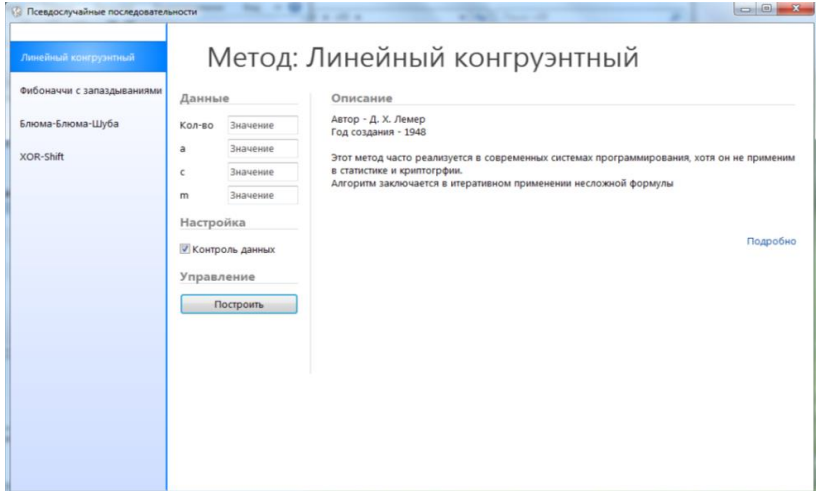 Псевдослучайные последовательности
Линейный конгруэнтный
Фибоначчи с запаздываниями
Блюма-Блюма-Шуба
XOR-Shift
Метод: Линейный конгруэнтный
Данные
Кол-во Значение
a Значение
c Значение
m Значение
Настройка
Контроль данных
Управление
Построить
Описание
Автор - Д. Х. Лемер
Год создания - 1948
Этот метод часто реализуется в современных системах программирования, хотя он не применим
в статистике и криптогрфии.
Алгоритм заключается в итеративном применении несложной формулы
Подробно